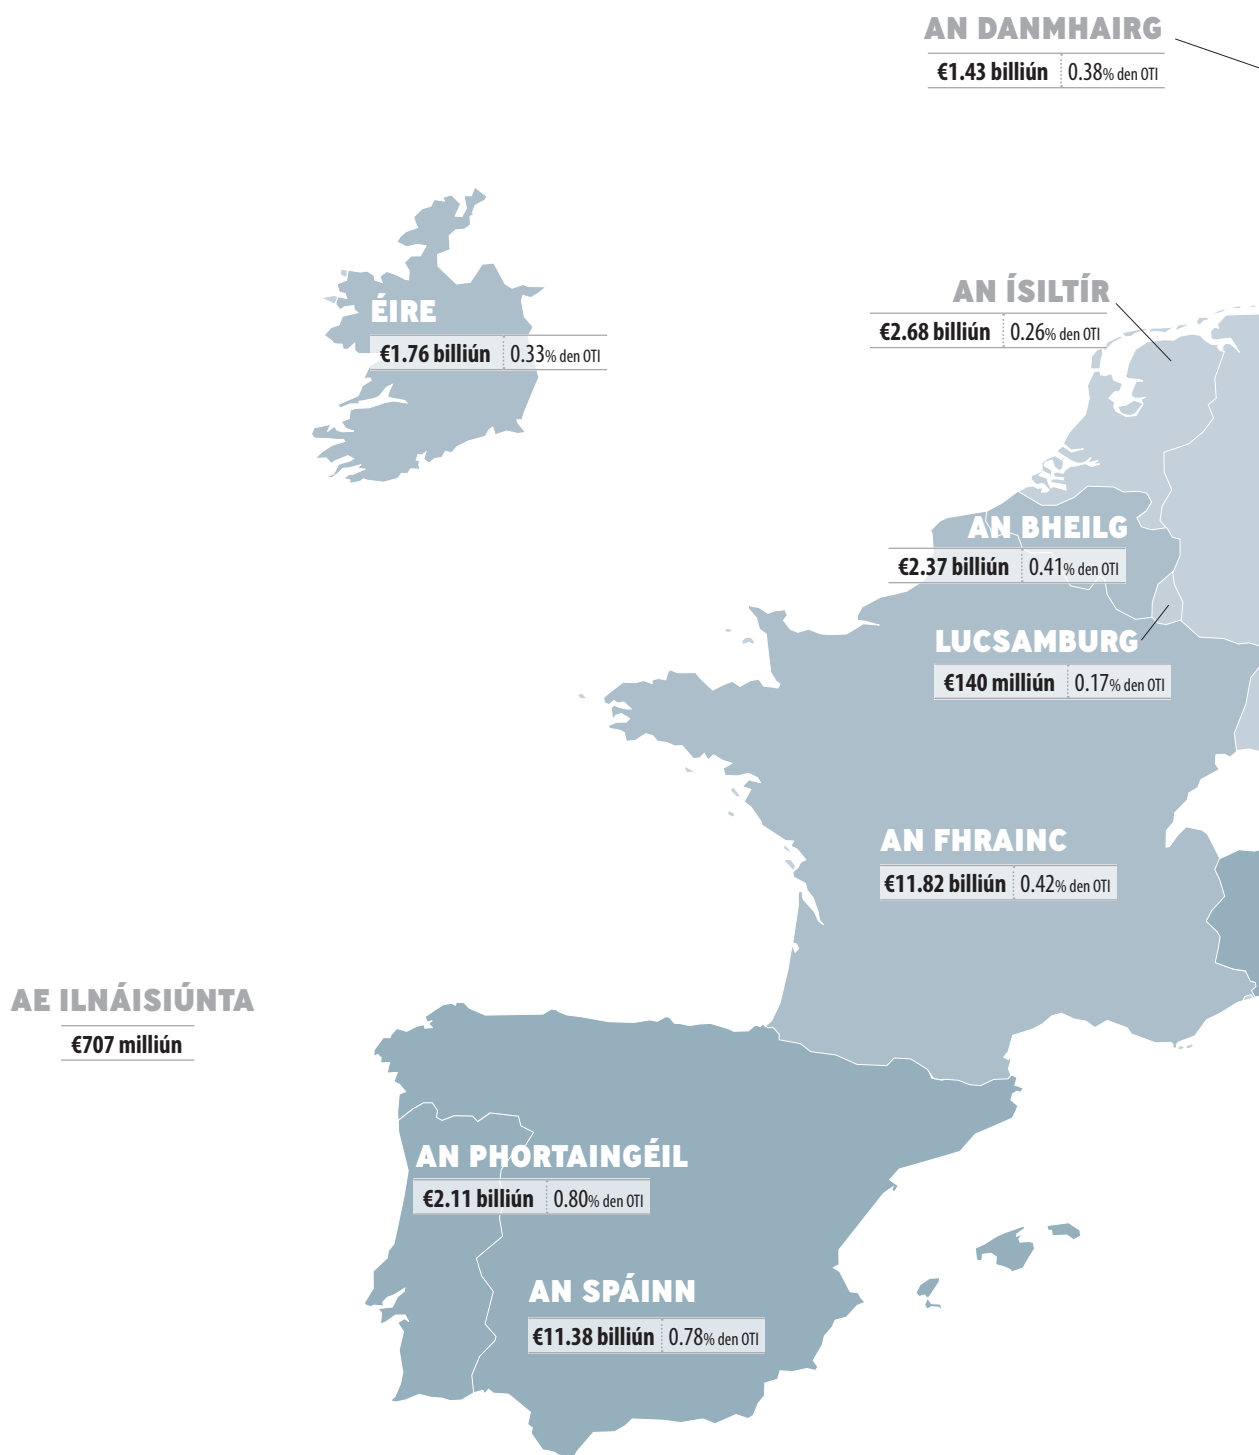 AN DANMHAIRG
€1.43 billiún 0.38% den OTI
ÉIRE
€1.76 billiún 0.33% den OTI
AN ÍSILTÍR
€2.68 billiún 0.26% den OTI
AN BHEILG
€2.37 billiún 0.41% den OTI
LUCSAMBURG
€140 milliún 0.17% den OTI
AN FHRAINC
€11.82 billiún 0.42% den OTI
AE ILNÁISIÚNTA
€707 milliún
AN PHORTAINGÉIL
€2.11 billiún 0.80% den OTI
AN SPÁINN
€11.38 billiún 0.78% den OTI